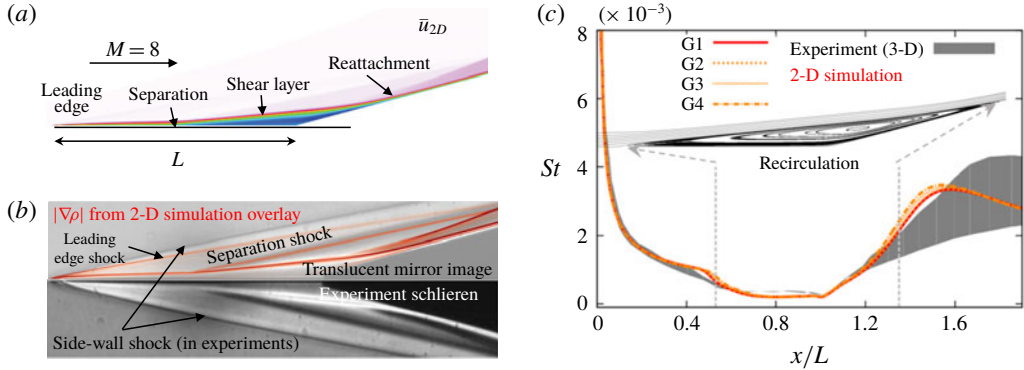 (a)
ū2D
M = 8
Reattachment
Leading
edge
Separation
Shear layer
L
(b)
|∇ρ| from 2-D simulation overlay
Leading
edge shock
Separation shock
Translucent mirror image
Experiment schlieren
Side-wall shock (in experiments)
(c)
(× 10−3)
8
6
4
2
0
St
G1
G2
G3
G4
Experiment (3-D)
2-D simulation
Recirculation
0
0.4
0.8
1.2
1.6
x/L